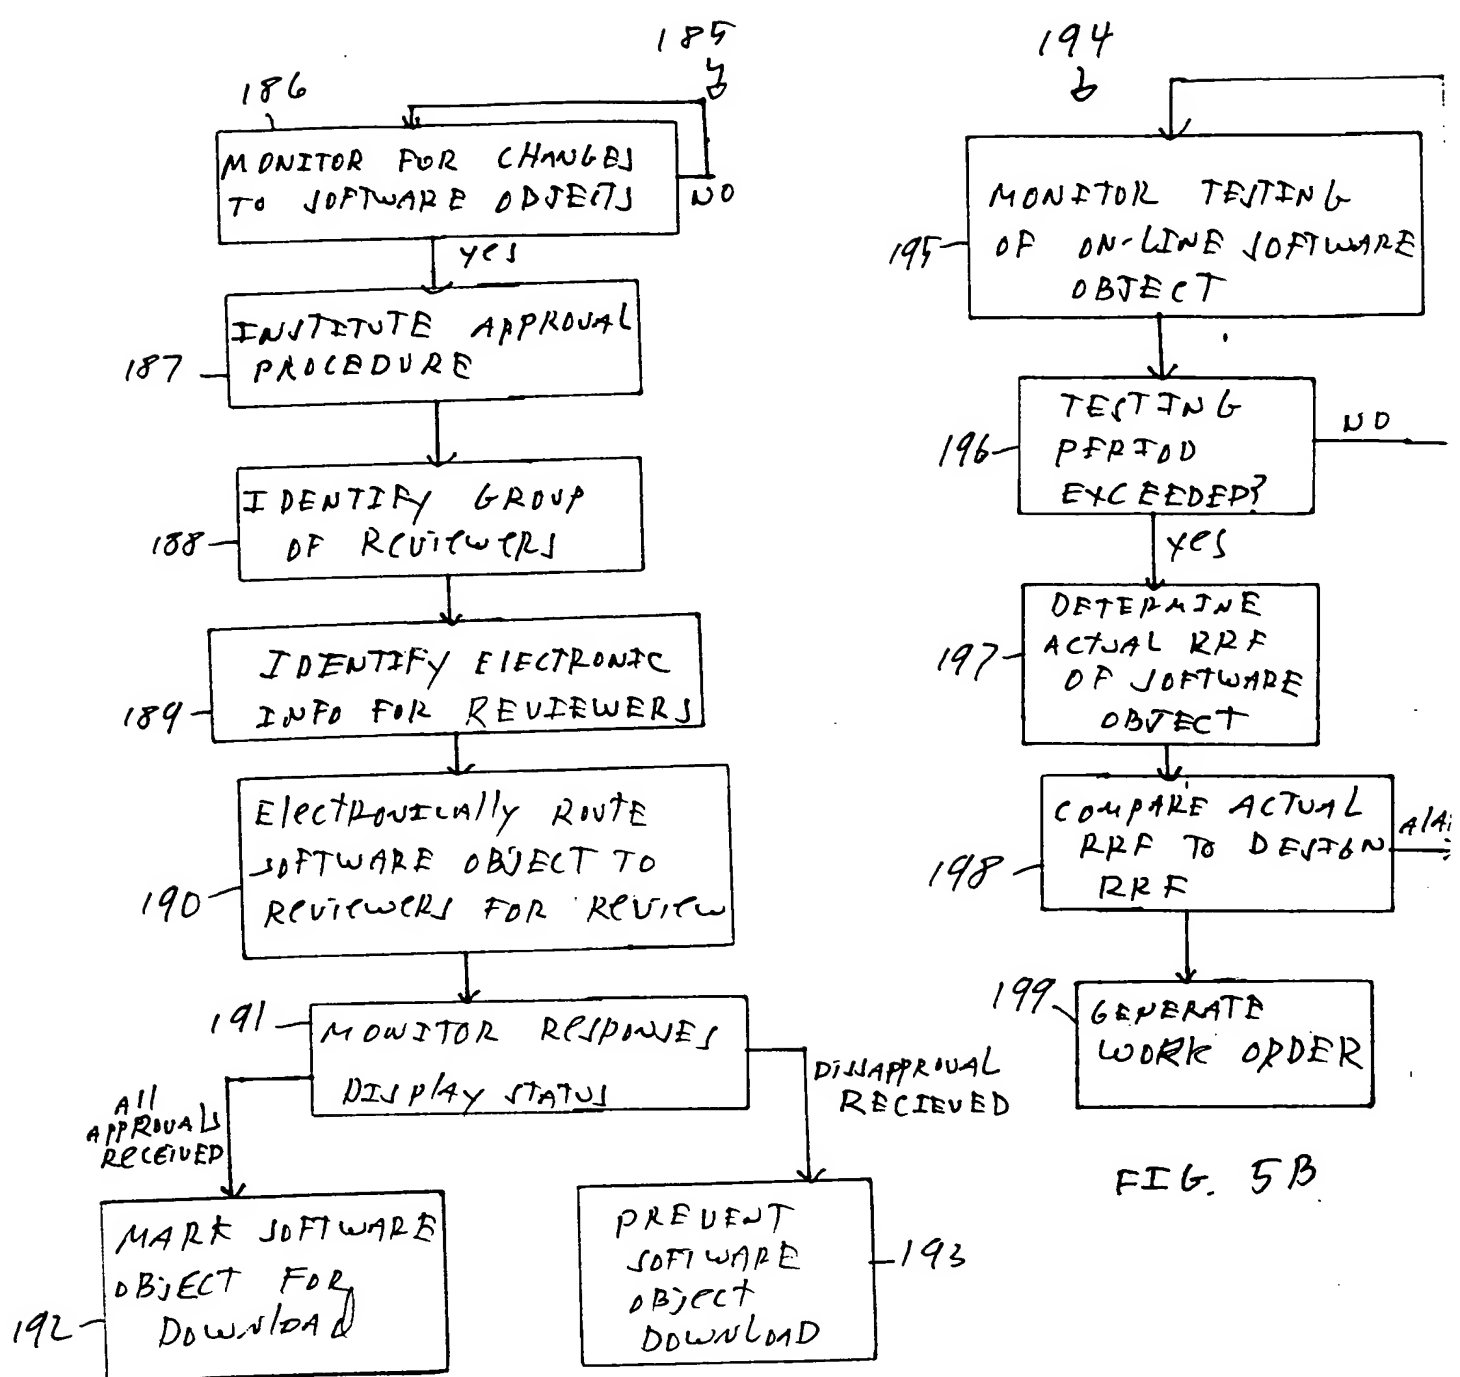 185
186
MONITOR FOR CHANGES
TO SOFTWARE OBJECTS
NO
yes
187
INSTITUTE APPROVAL
PROCEDURE
188
IDENTIFY GROUP
OF Reviewers
189
IDENTIFY ElECTRONIC
INFO FOR REVIEWERS
190
ElectRonically Route
SOFTWARE OBJECT TO
Reviewers FOR Review
191
MONITOR Responses
DISplAy STATUS
All
APPROVALS
Received
DISSAPPROVAL
RECIEVED
192
MARK SOFTWARE
OBJECT FOR
DOWNlOAD
193
PREVENT
SOFTWARE
OBJECT
DOWNLOAD
194
195
MONITOR TESTING
OF ON-LINE SOFTWARE
OBJECT
196
TESTING
PERIOD
EXCEEDED?
NO
yes
197
DETERMINE
ACTUAL RRF
OF SOFTWARE
OBJECT
198
COMPARE ACTUAL
RRF TO DESIGN
RRF
199
GENERATE
WORK ORDER
FIG. 5B